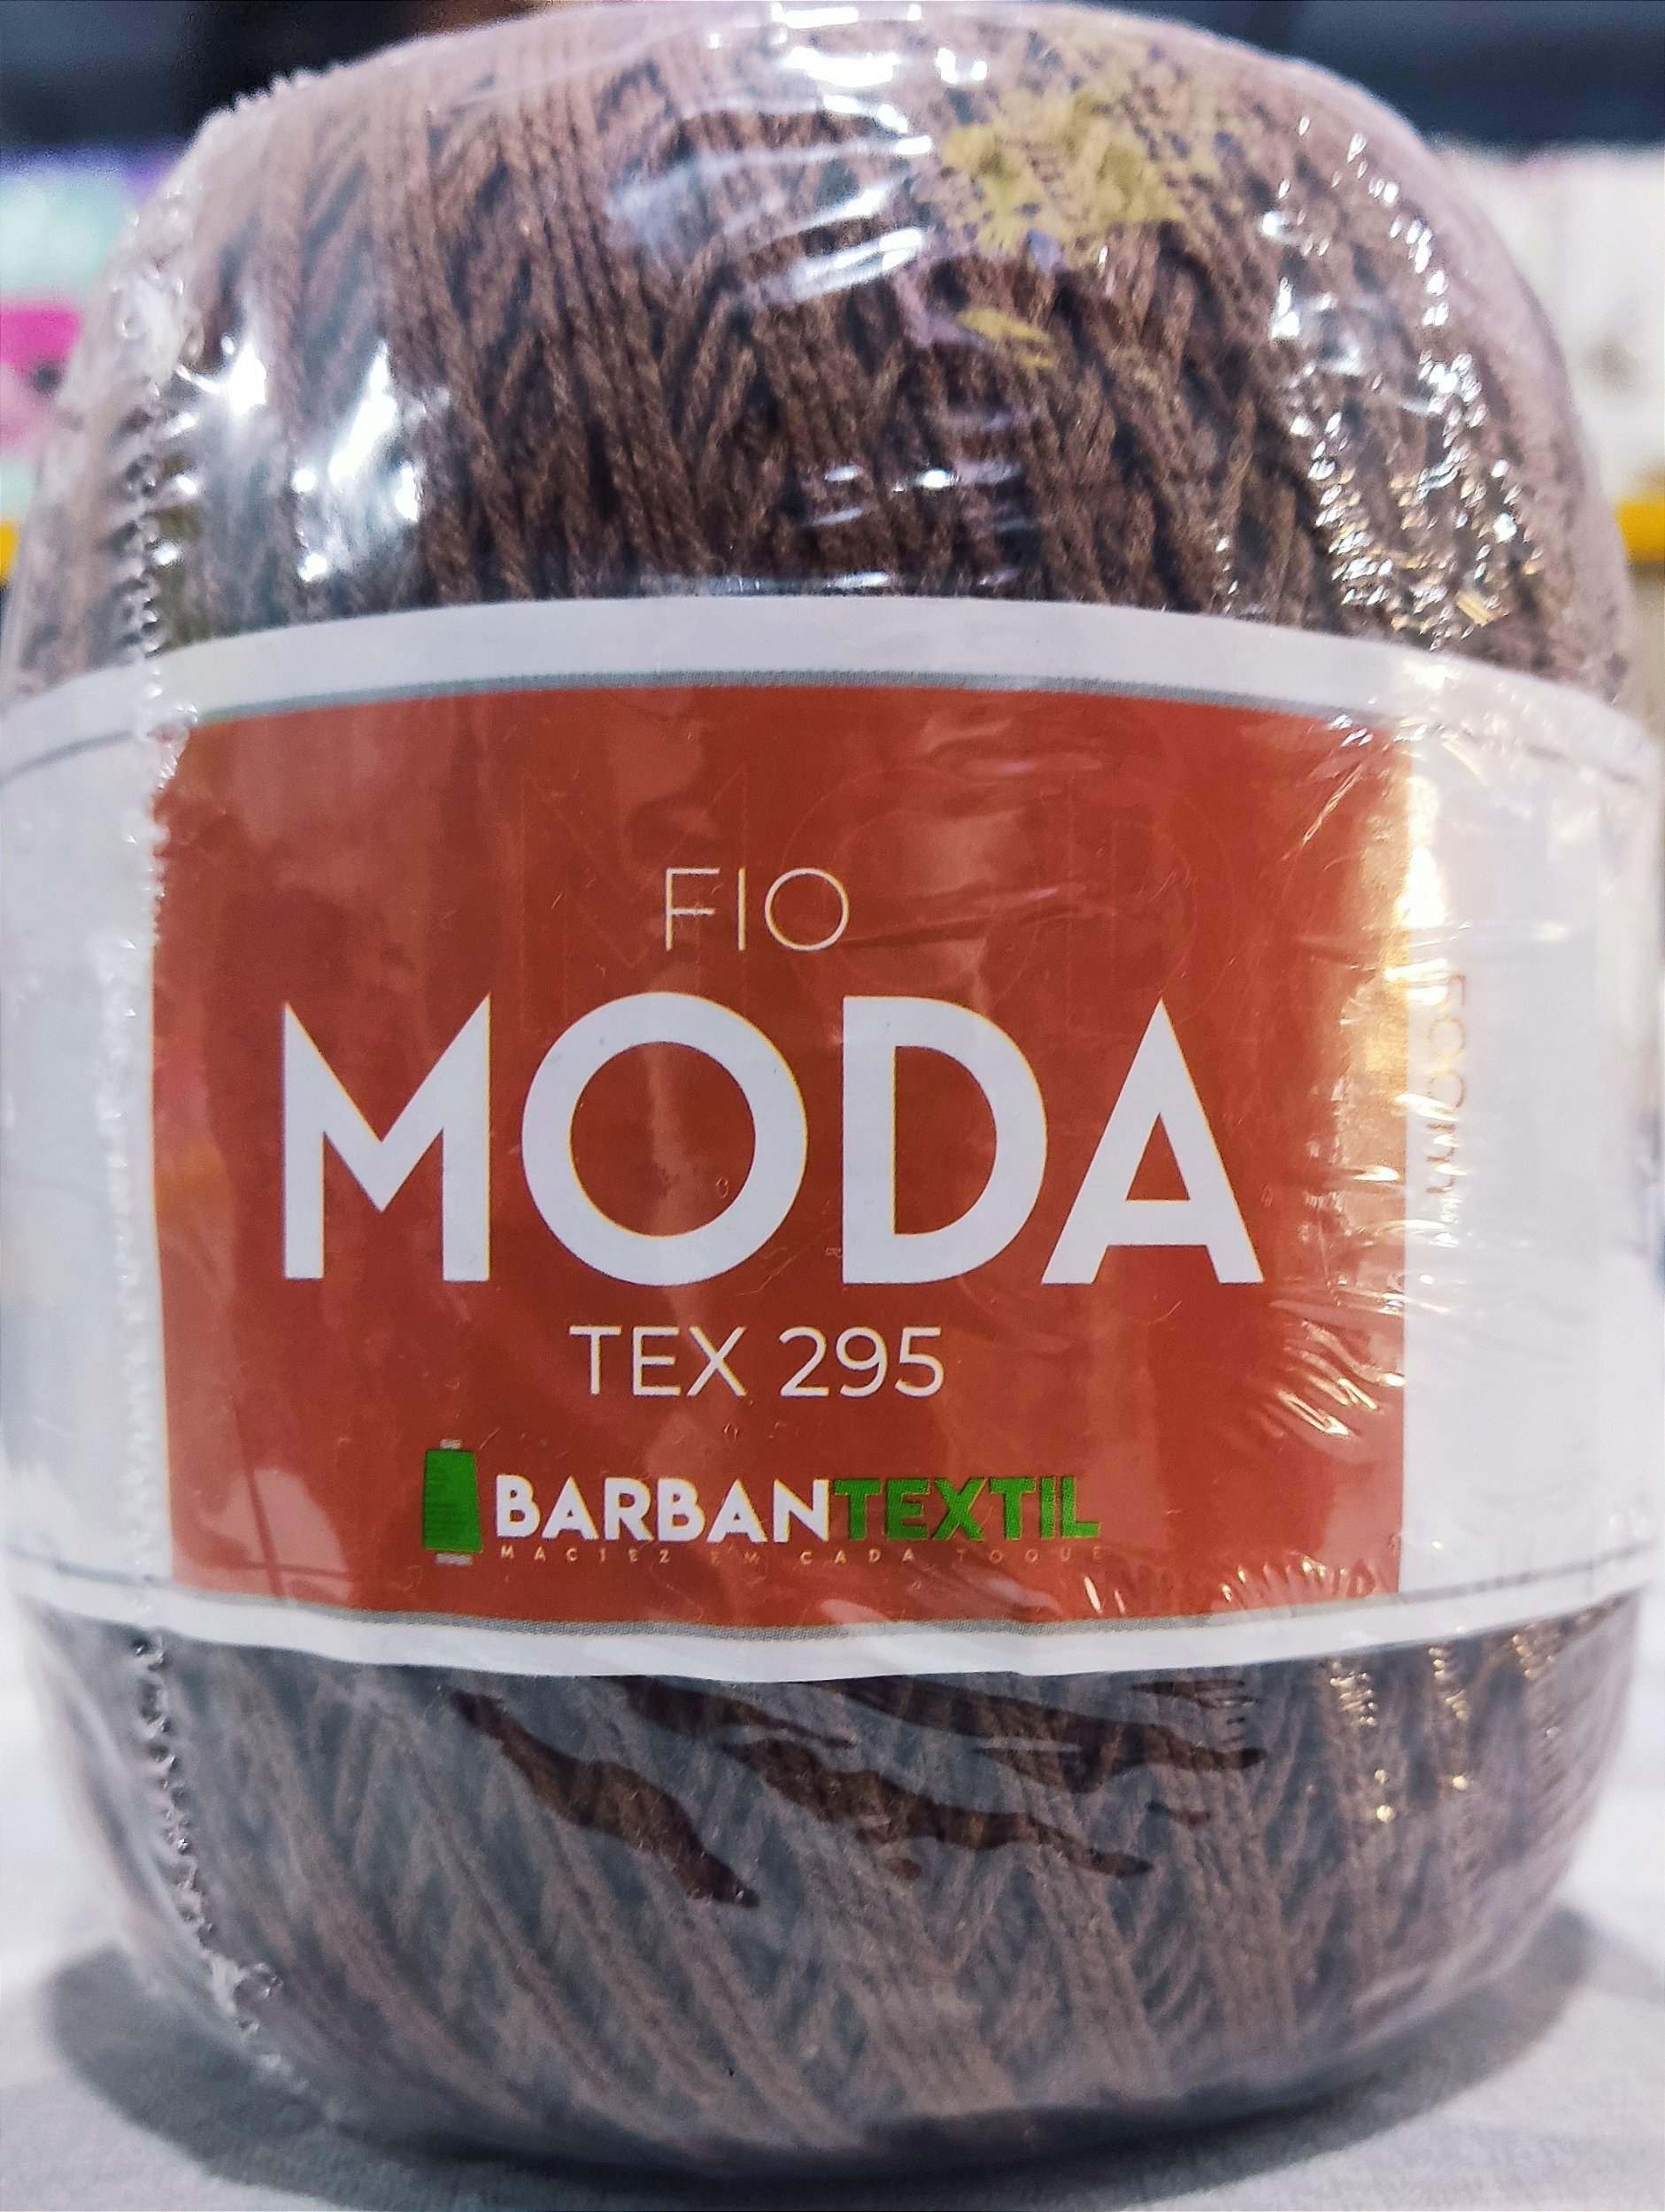 FIO
MODA
TEX 295
BARBANTEXTIL
MACIEZ EM CADA TOQUE